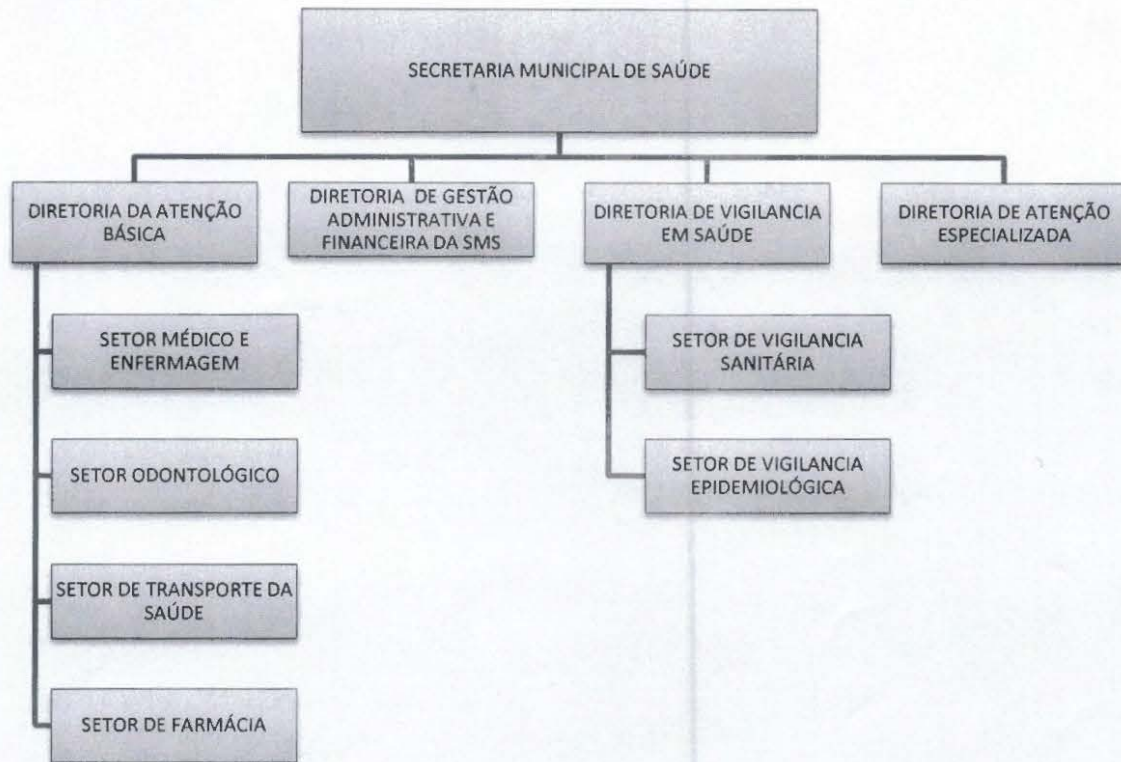 SECRETARIA MUNICIPAL DE SAÚDE
DIRETORIA DA ATENÇÃO
BÁSICA
DIRETORIA DE GESTÃO
ADMINISTRATIVA E
FINANCEIRA DA SMS
DIRETORIA DE VIGILANCIA
EM SAÚDE
DIRETORIA DE ATENÇÃO
ESPECIALIZADA
SETOR MÉDICO E
ENFERMAGEM
SETOR ODONTOLÓGICO
SETOR DE TRANSPORTE DA
SAÚDE
SETOR DE FARMÁCIA
SETOR DE VIGILANCIA
SANITÁRIA
SETOR DE VIGILANCIA
EPIDEMIOLÓGICA